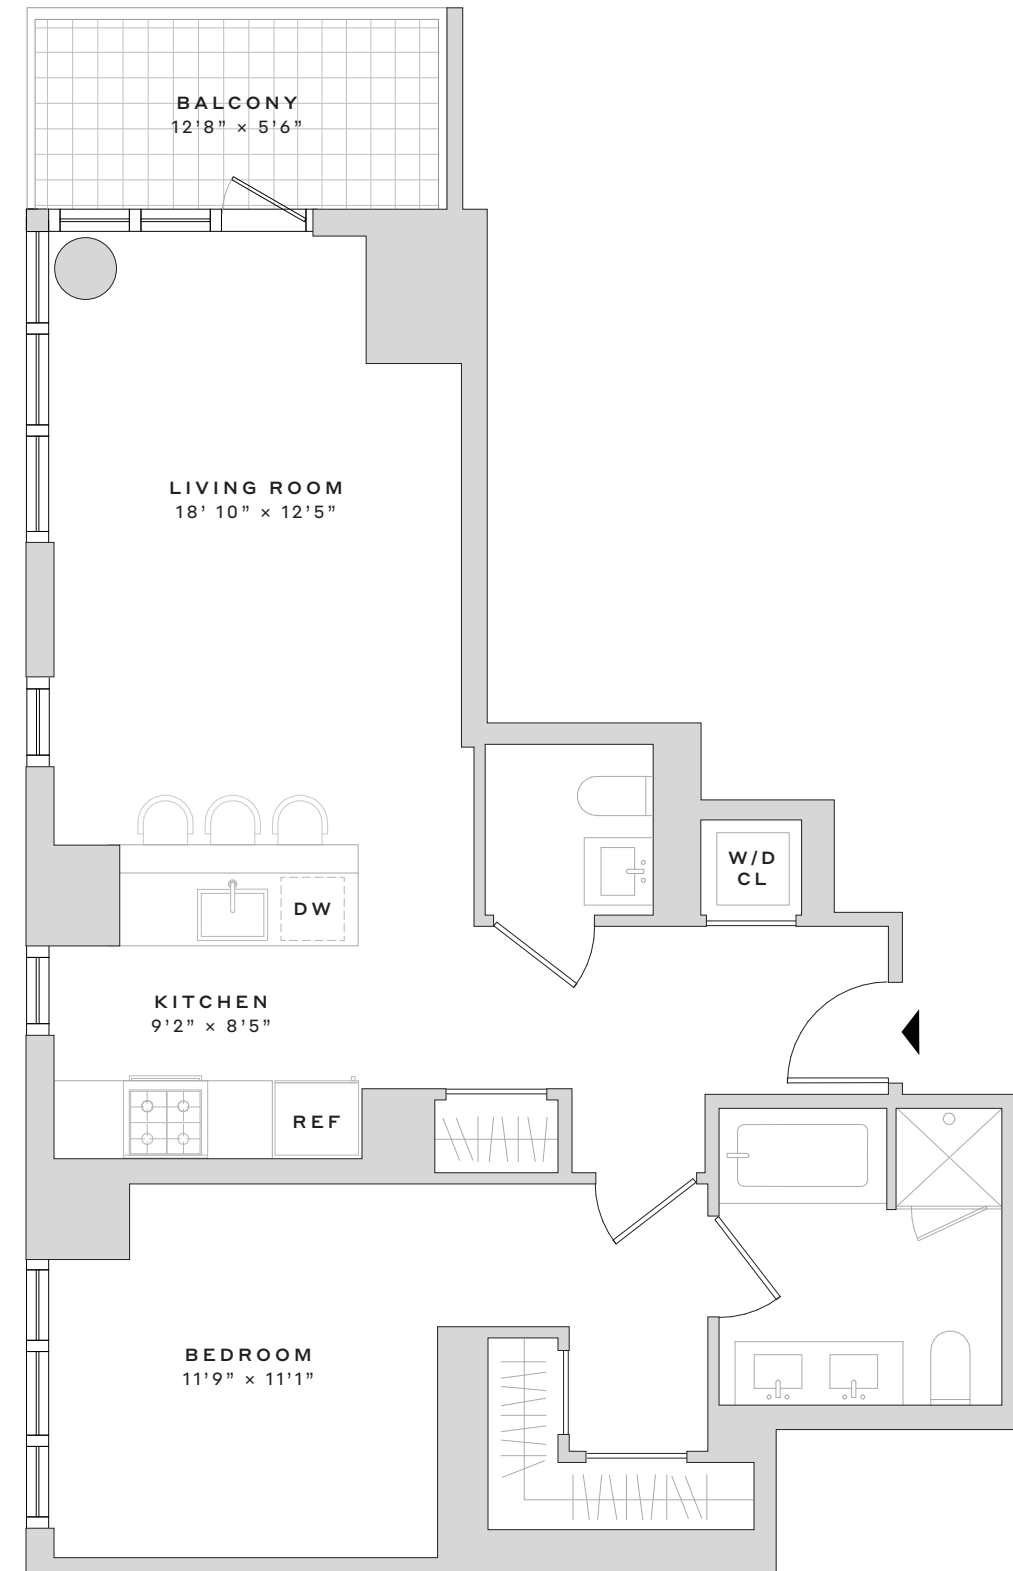 BALCONY
12’8” × 5’6”
LIVING ROOM
18’ 10” × 12’5”
W/D
CL
DW
KITCHEN
9’2” × 8’5”
REF
BEDROOM
11’9” × 11’1”